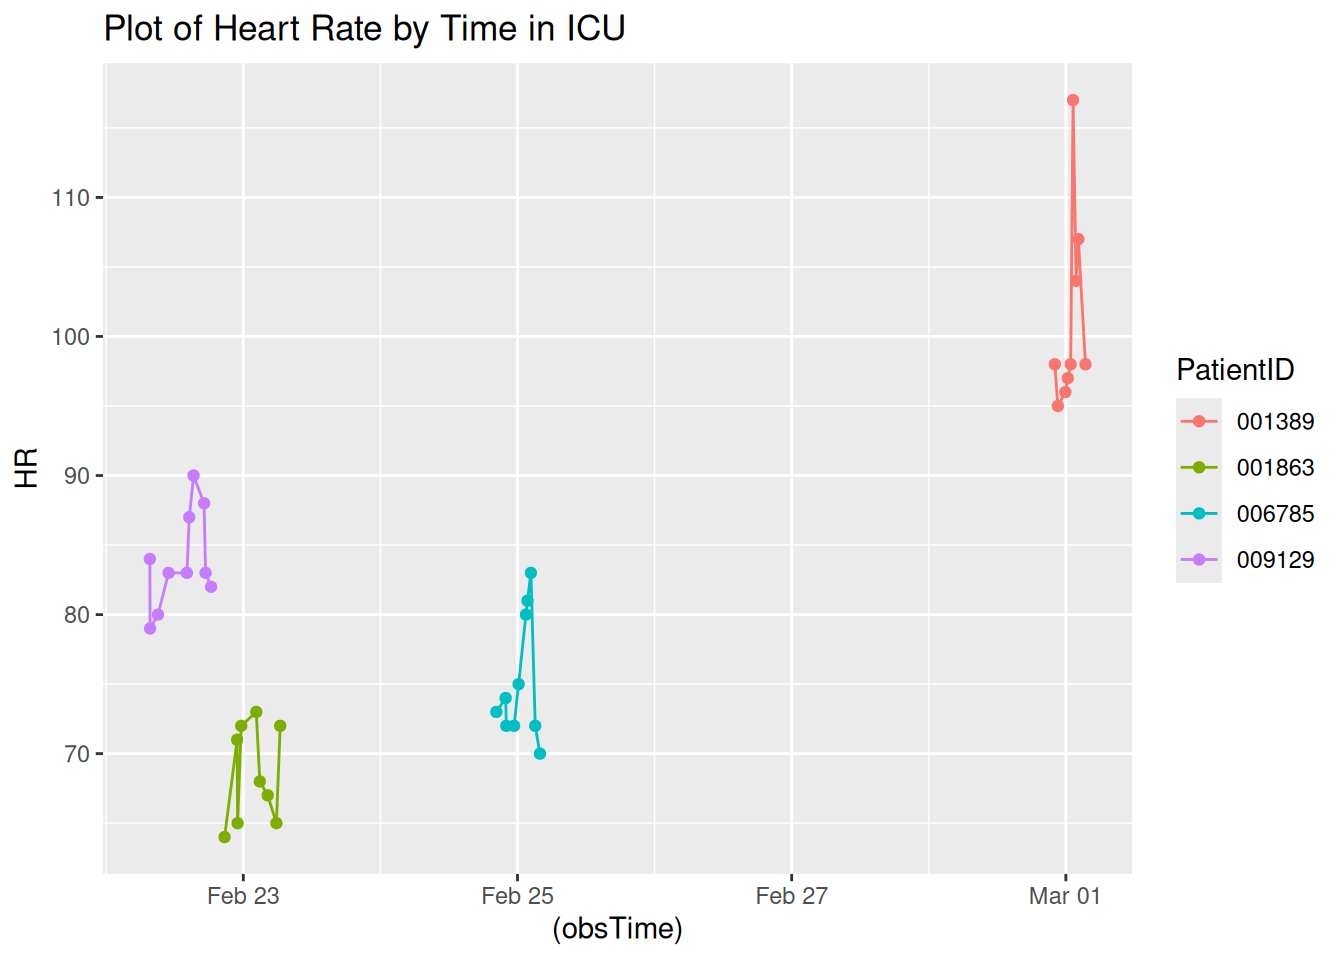 Plot of Heart Rate by Time in ICU
110
100
90
80
70
HR
Feb 23
Feb 25
Feb 27
Mar 01
(obsTime)
PatientID
001389
001863
006785
009129